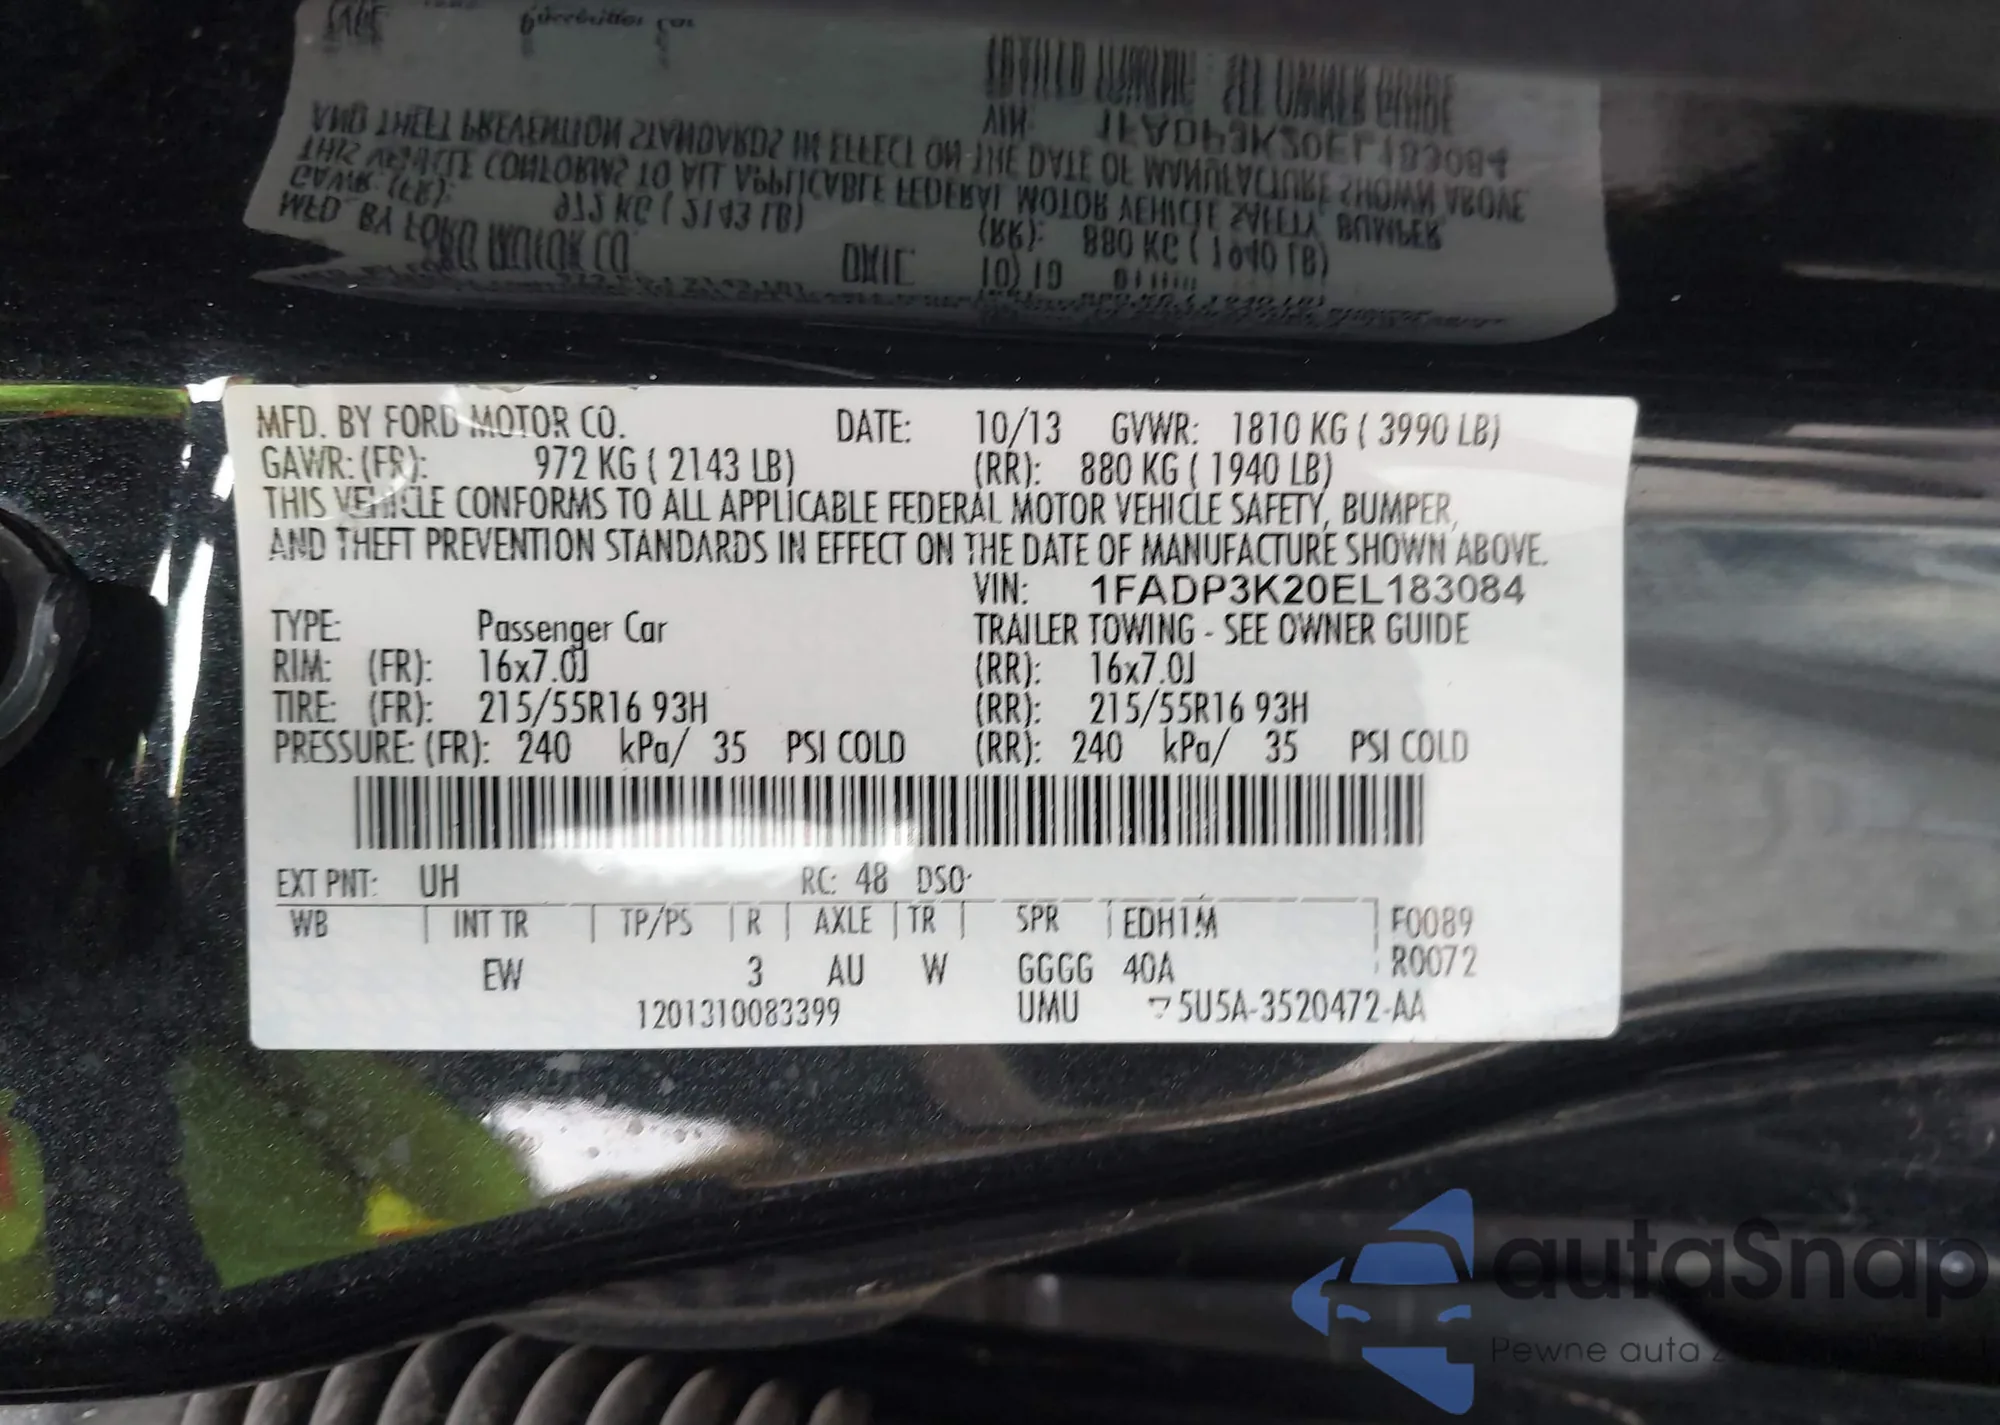 MFD. BY FORD MOTOR CO. DATE: 10/13 GVWR: 1810 KG ( 3990 LB)
GAWR: (FR): 972 KG ( 2143 LB) (RR): 880 KG ( 1940 LB)
THIS VEHICLE CONFORMS TO ALL APPLICABLE FEDERAL MOTOR VEHICLE SAFETY, BUMPER,
AND THEFT PREVENTION STANDARDS IN EFFECT ON THE DATE OF MANUFACTURE SHOWN ABOVE.
VIN: 1FADP3K20EL183084
TYPE: Passenger Car TRAILER TOWING - SEE OWNER GUIDE
RIM: (FR): 16x7.0J (RR): 16x7.0J
TIRE: (FR): 215/55R16 93H (RR): 215/55R16 93H
PRESSURE: (FR): 240 kPa/ 35 PSI COLD (RR): 240 kPa/ 35 PSI COLD
EXT PNT: UH RC: 48 DSO:
WB | INT TR | TP/PS | R | AXLE | TR | SPR | EDH1M | F0089
EW 3 AU W GGGG 40A R0072
1201310083399 UMU 5U5A-3520472-AA
autaSnap
Pewne auta